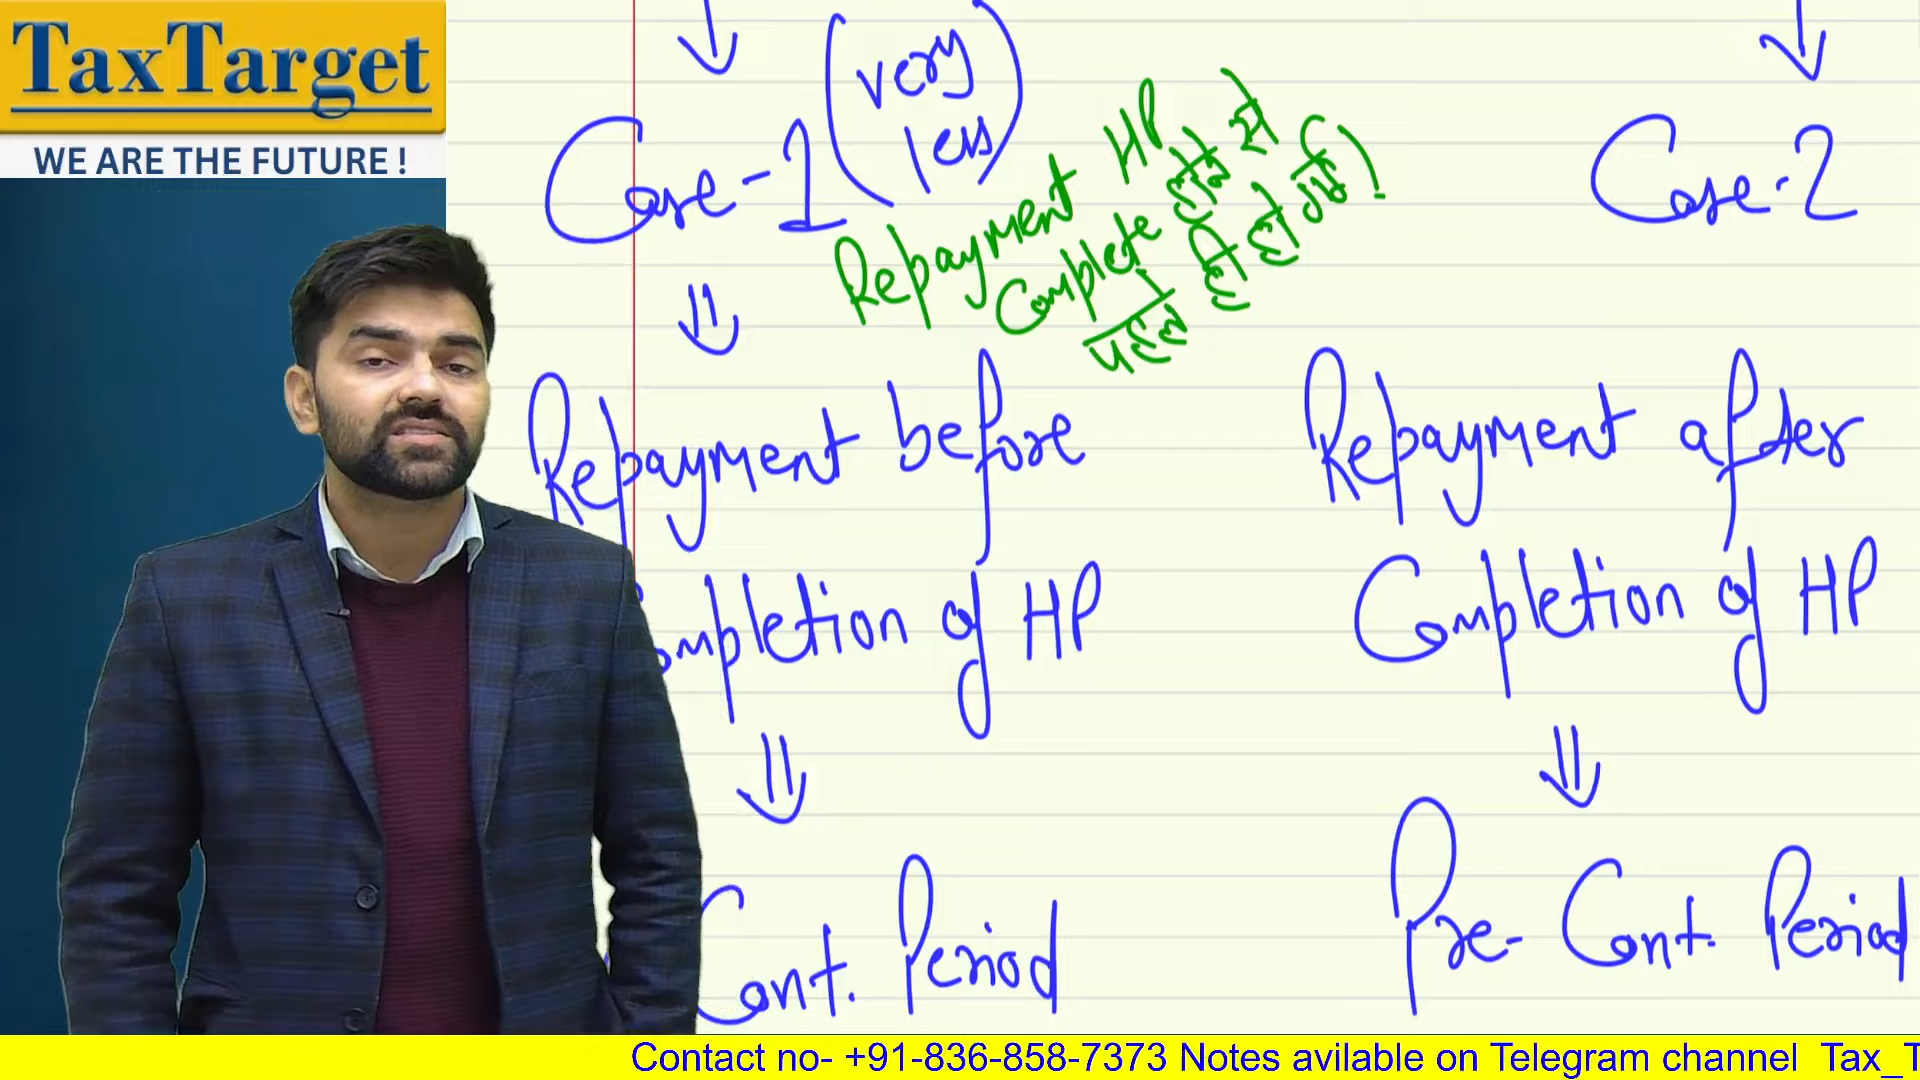 TaxTarget
WE ARE THE FUTURE !
Case-1 (very less)
Repayment HP
Complete होने से
पहले ही हो गई !
Case-2
Repayment before
Completion of HP
Cont. Period
Repayment after
Completion of HP
Pre-Cont. Period
Contact no- +91-836-858-7373 Notes avilable on Telegram channel Tax_T